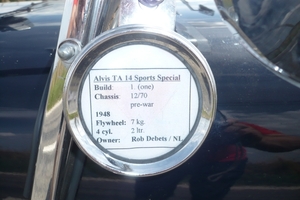 Alvis TA 14 Sports Special
Build: 1 (one)
Chassis 12/70
pre-war
1948
Flywheel: 7 kg.
4 cyl. 2 ltr.
Owner: Rob Debets / NL